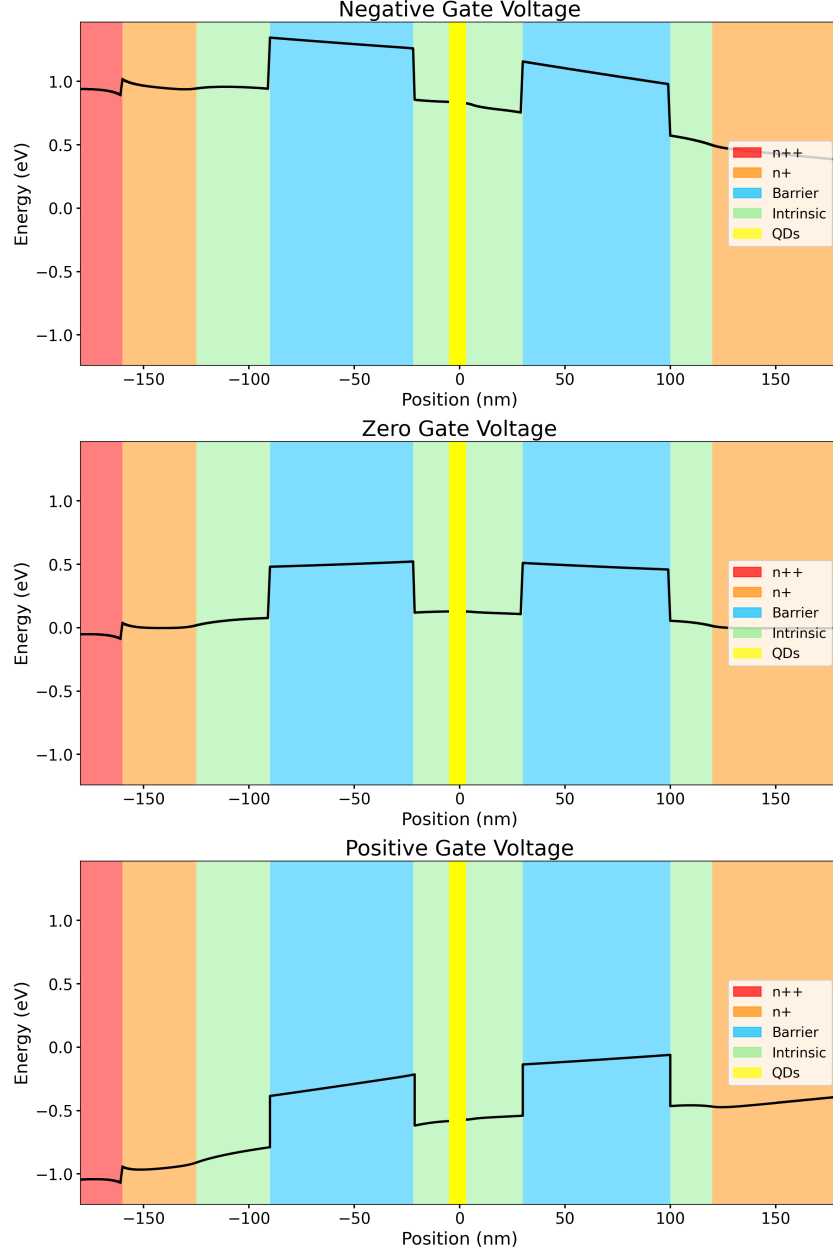 Negative Gate Voltage
Energy (eV)
1.0
0.5
0.0
−0.5
−1.0
n++
n+
Barrier
Intrinsic
QDs
−150 −100 −50 0 50 100 150
Position (nm)
Zero Gate Voltage
Energy (eV)
1.0
0.5
0.0
−0.5
−1.0
n++
n+
Barrier
Intrinsic
QDs
−150 −100 −50 0 50 100 150
Position (nm)
Positive Gate Voltage
Energy (eV)
1.0
0.5
0.0
−0.5
−1.0
n++
n+
Barrier
Intrinsic
QDs
−150 −100 −50 0 50 100 150
Position (nm)